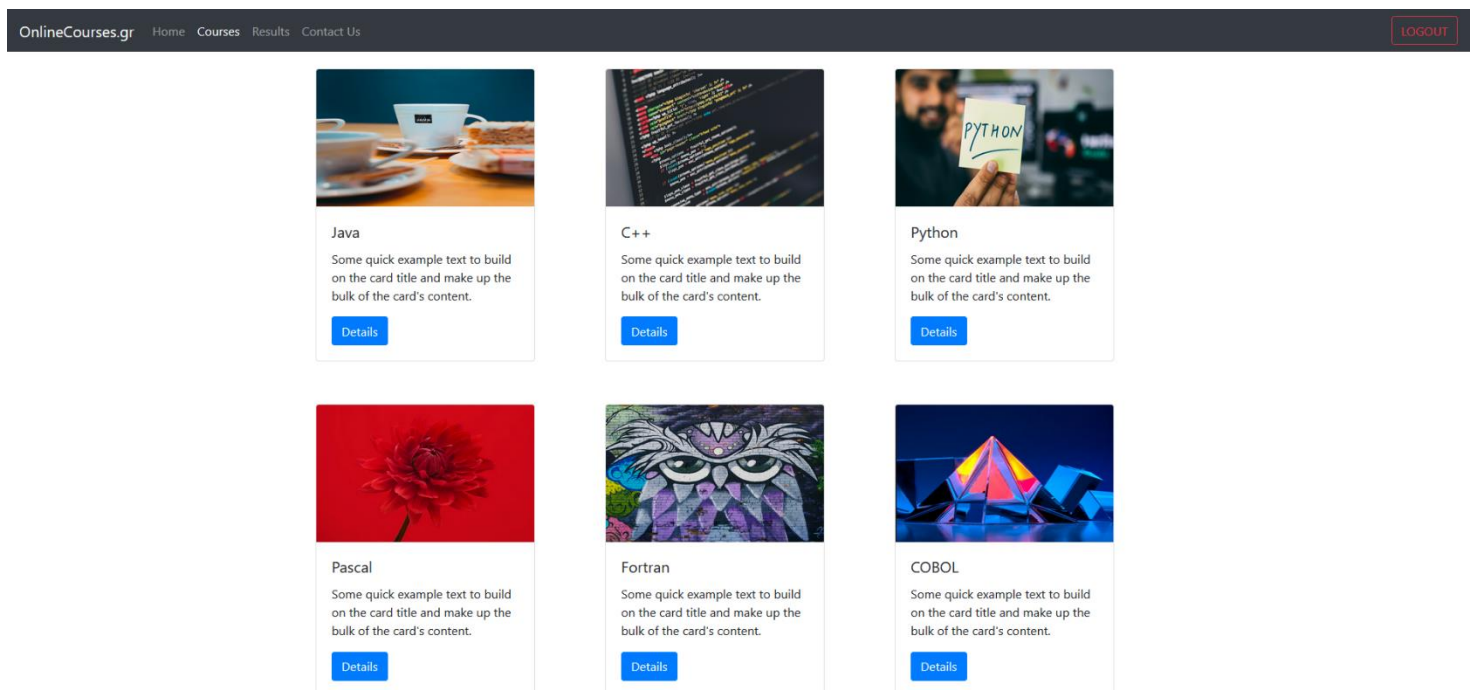 OnlineCourses.gr Home Courses Results Contact Us LOGOUT
PYTHON
Java
Some quick example text to build
on the card title and make up the
bulk of the card's content.
Details
C++
Some quick example text to build
on the card title and make up the
bulk of the card's content.
Details
Python
Some quick example text to build
on the card title and make up the
bulk of the card's content.
Details
Pascal
Some quick example text to build
on the card title and make up the
bulk of the card's content.
Details
Fortran
Some quick example text to build
on the card title and make up the
bulk of the card's content.
Details
COBOL
Some quick example text to build
on the card title and make up the
bulk of the card's content.
Details